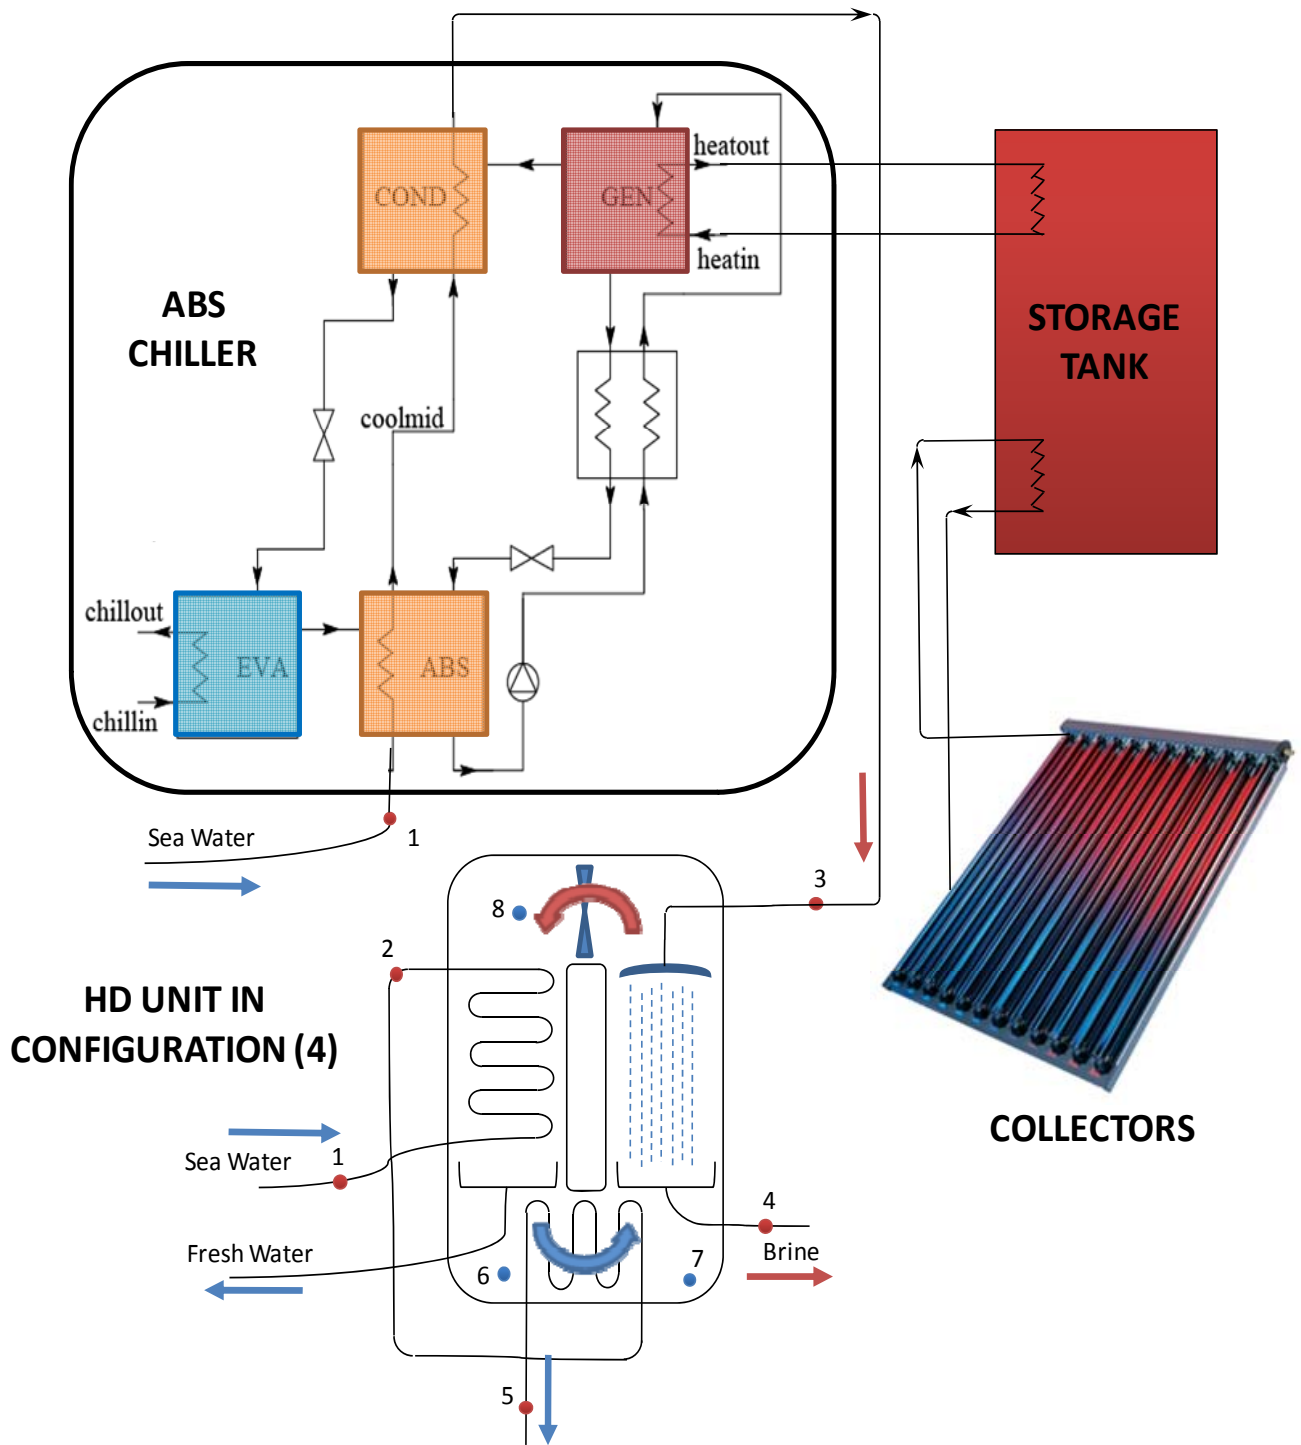 heatout
COND
GEN
heatin
ABS
CHILLER
STORAGE
TANK
coolmid
chillout
EVA
ABS
chillin
Sea Water
1
3
8
2
HD UNIT IN
CONFIGURATION (4)
COLLECTORS
Sea Water
1
4
Fresh Water
Brine
6
7
5